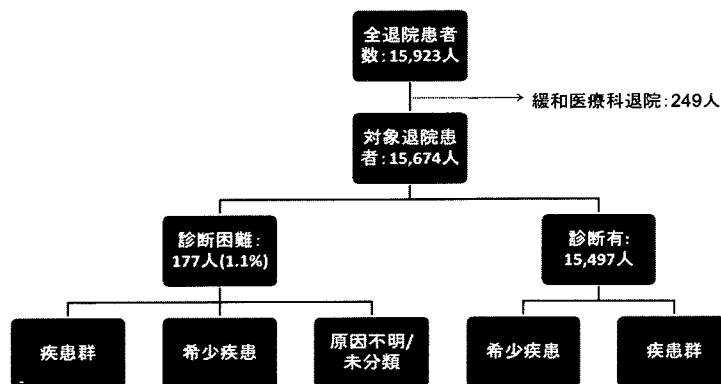 全退院患者
数：15,923人
緩和医療科退院：249人
対象退院患
者：15,674人
診断困難：
177人(1.1%)
診断有：
15,497人
疾患群
希少疾患
原因不明/
未分類
希少疾患
疾患群